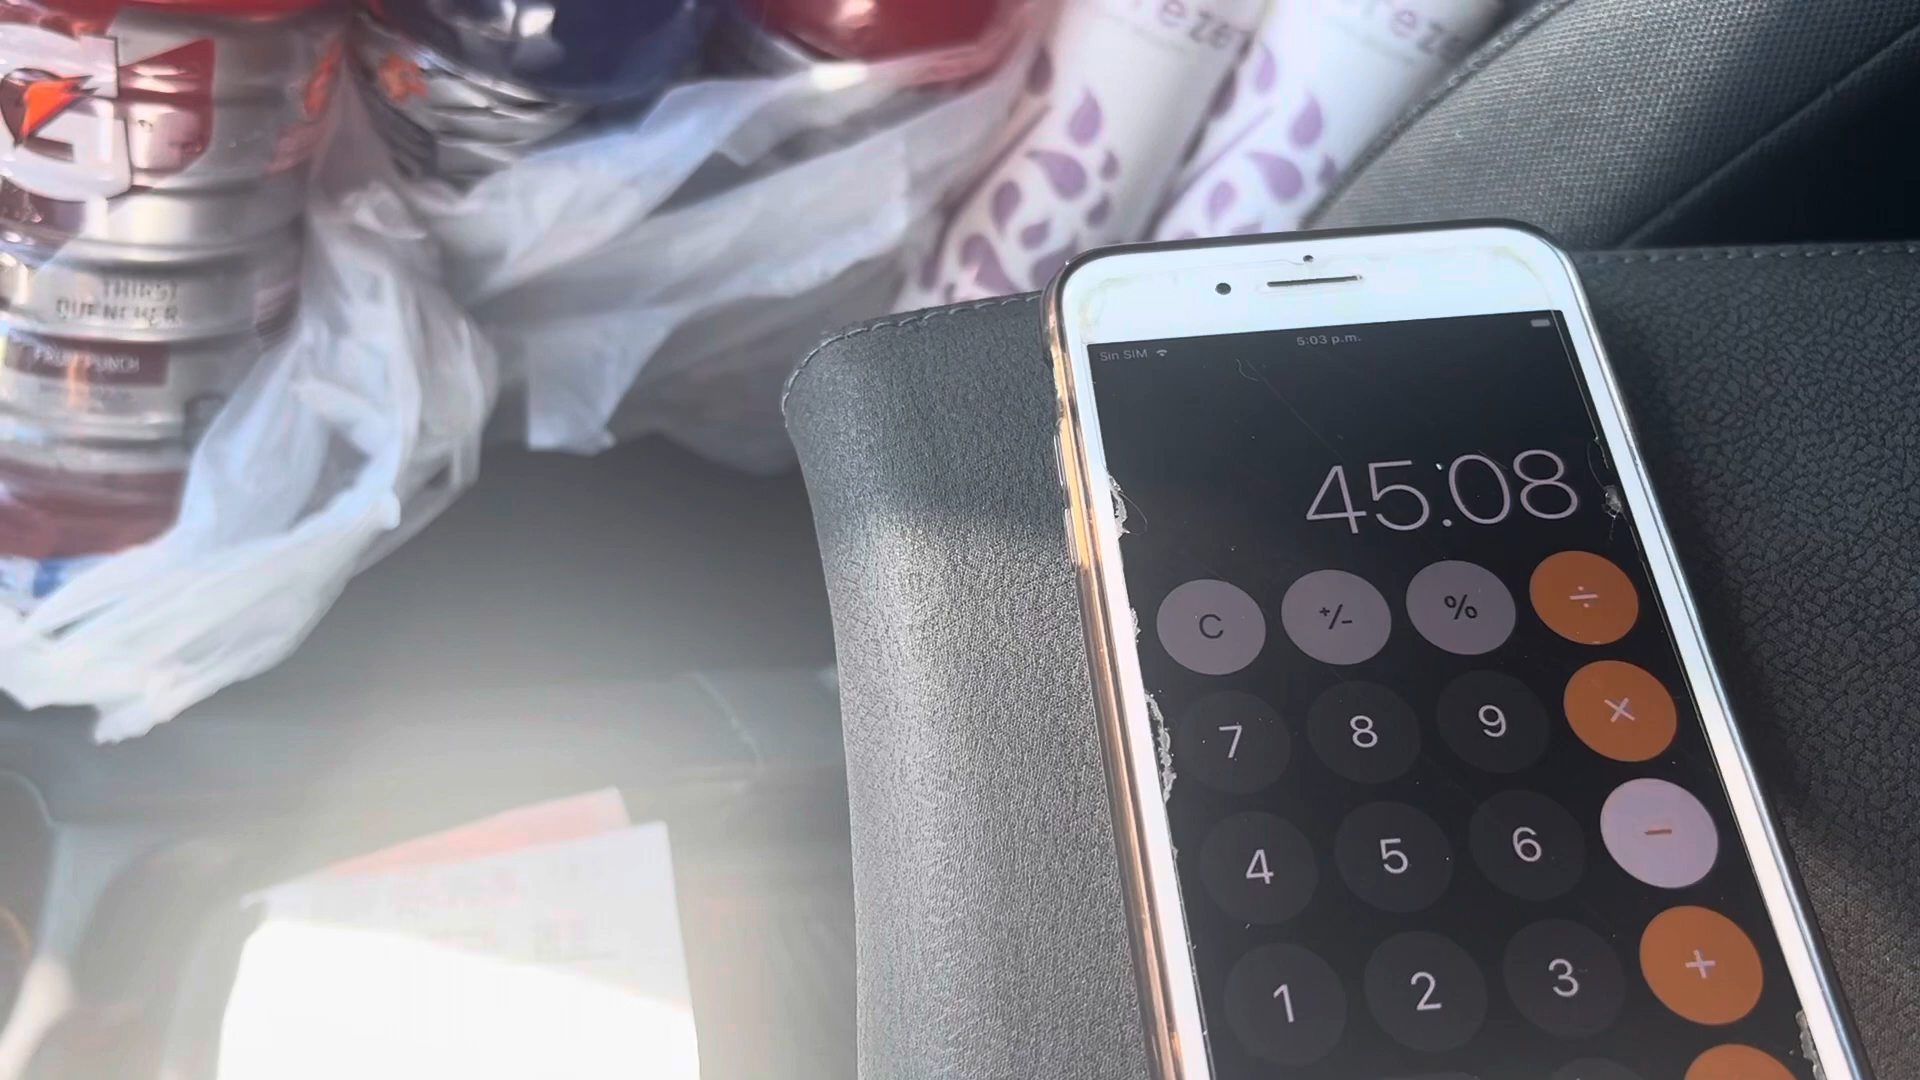 G
THIRST
QUENCHER
FRUIT PUNCH
Sin SIM
5:03 p.m.
45.08
C +/- % ÷
7 8 9 ×
4 5 6 −
1 2 3 +